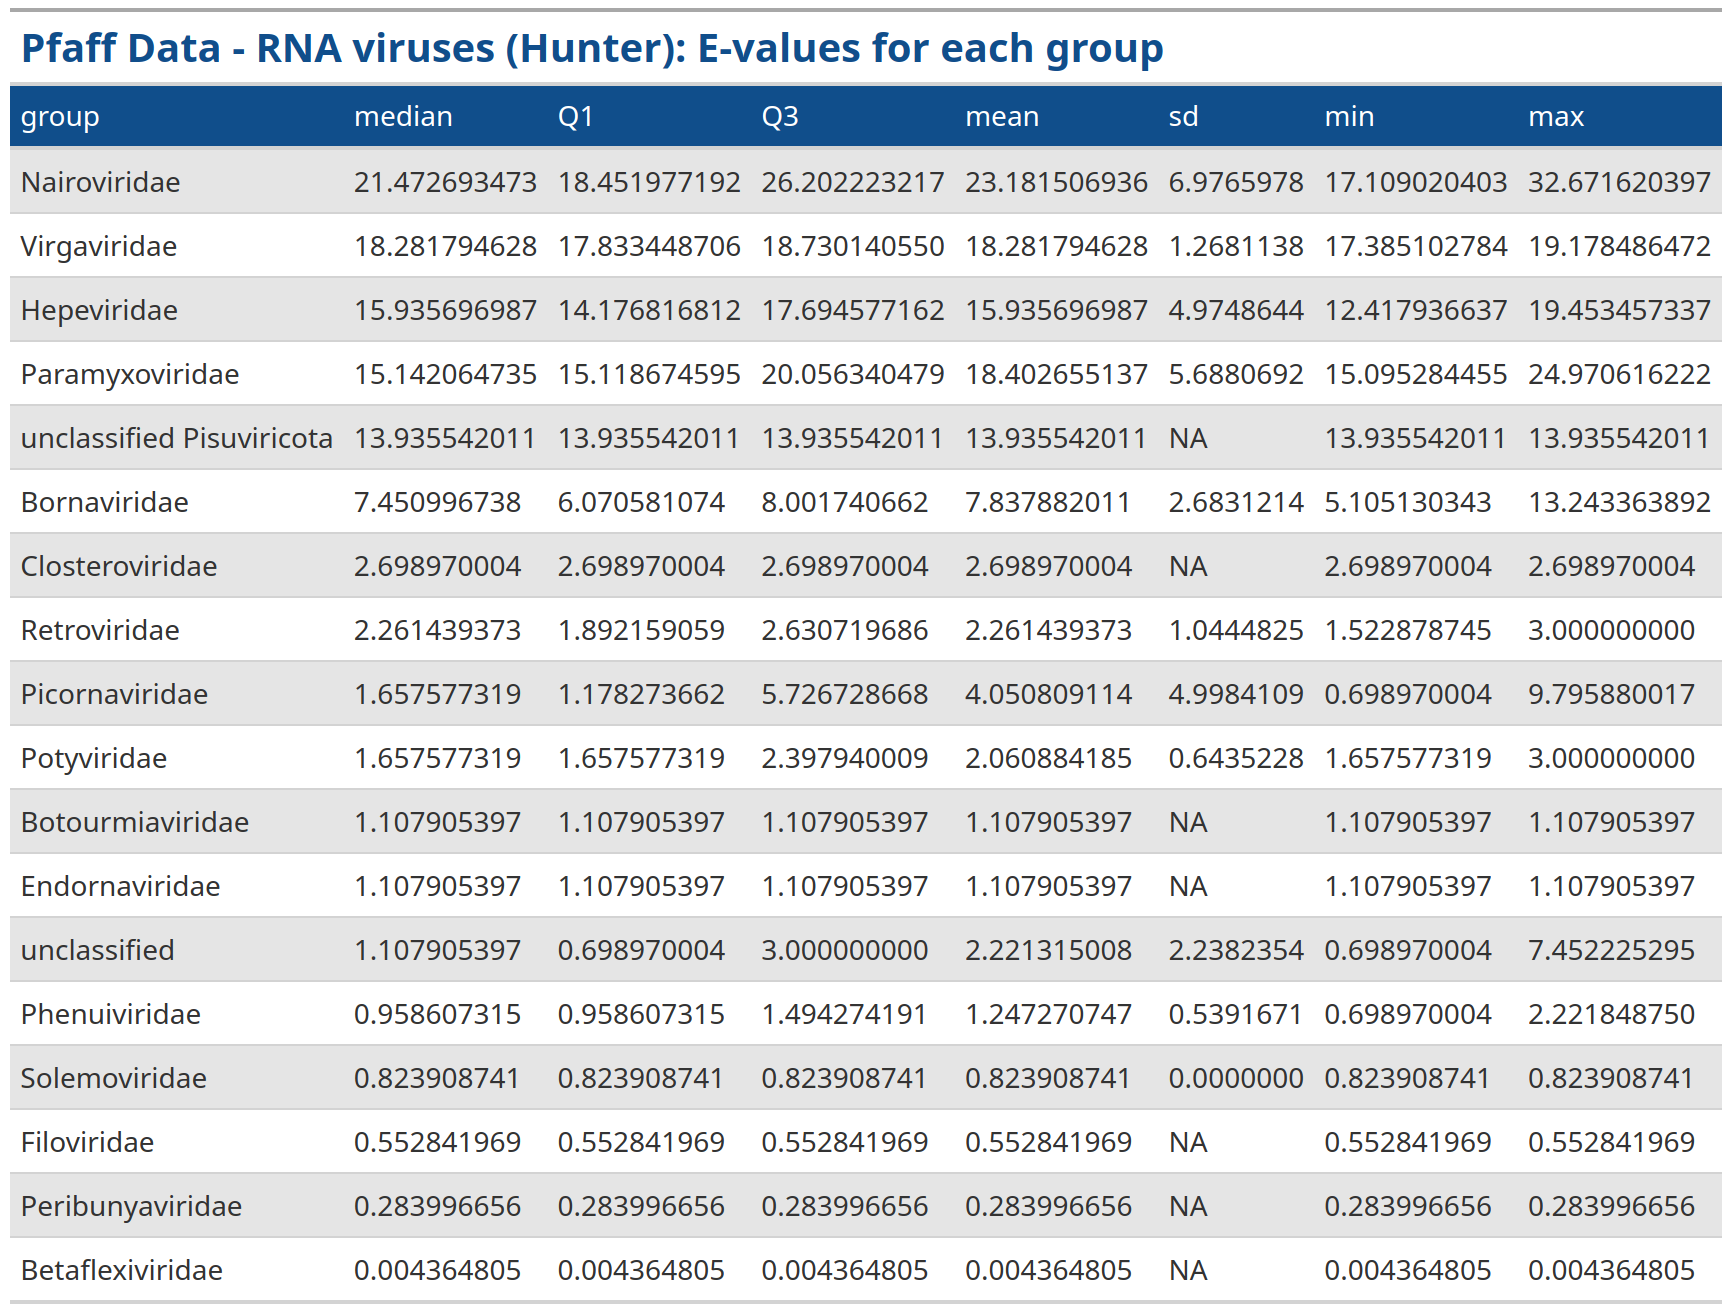 Pfaff Data - RNA viruses (Hunter): E-values for each group
group median Q1 Q3 mean sd min max
Nairoviridae 21.472693473 18.451977192 26.202223217 23.181506936 6.9765978 17.109020403 32.671620397
Virgaviridae 18.281794628 17.833448706 18.730140550 18.281794628 1.2681138 17.385102784 19.178486472
Hepeviridae 15.935696987 14.176816812 17.694577162 15.935696987 4.9748644 12.417936637 19.453457337
Paramyxoviridae 15.142064735 15.118674595 20.056340479 18.402655137 5.6880692 15.095284455 24.970616222
unclassified Pisuviricota 13.935542011 13.935542011 13.935542011 13.935542011 NA 13.935542011 13.935542011
Bornaviridae 7.450996738 6.070581074 8.001740662 7.837882011 2.6831214 5.105130343 13.243363892
Closteroviridae 2.698970004 2.698970004 2.698970004 2.698970004 NA 2.698970004 2.698970004
Retroviridae 2.261439373 1.892159059 2.630719686 2.261439373 1.0444825 1.522878745 3.000000000
Picornaviridae 1.657577319 1.178273662 5.726728668 4.050809114 4.9984109 0.698970004 9.795880017
Potyviridae 1.657577319 1.657577319 2.397940009 2.060884185 0.6435228 1.657577319 3.000000000
Botourmiaviridae 1.107905397 1.107905397 1.107905397 1.107905397 NA 1.107905397 1.107905397
Endornaviridae 1.107905397 1.107905397 1.107905397 1.107905397 NA 1.107905397 1.107905397
unclassified 1.107905397 0.698970004 3.000000000 2.221315008 2.2382354 0.698970004 7.452225295
Phenuiviridae 0.958607315 0.958607315 1.494274191 1.247270747 0.5391671 0.698970004 2.221848750
Solemoviridae 0.823908741 0.823908741 0.823908741 0.823908741 0.0000000 0.823908741 0.823908741
Filoviridae 0.552841969 0.552841969 0.552841969 0.552841969 NA 0.552841969 0.552841969
Peribunyaviridae 0.283996656 0.283996656 0.283996656 0.283996656 NA 0.283996656 0.283996656
Betaflexiviridae 0.004364805 0.004364805 0.004364805 0.004364805 NA 0.004364805 0.004364805